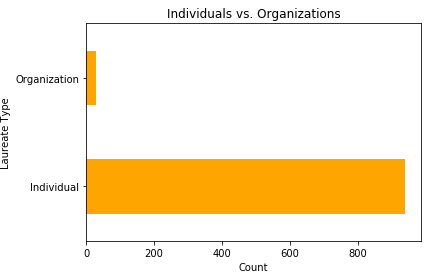 Individuals vs. Organizations
Laureate Type
Organization
Individual
0 200 400 600 800
Count